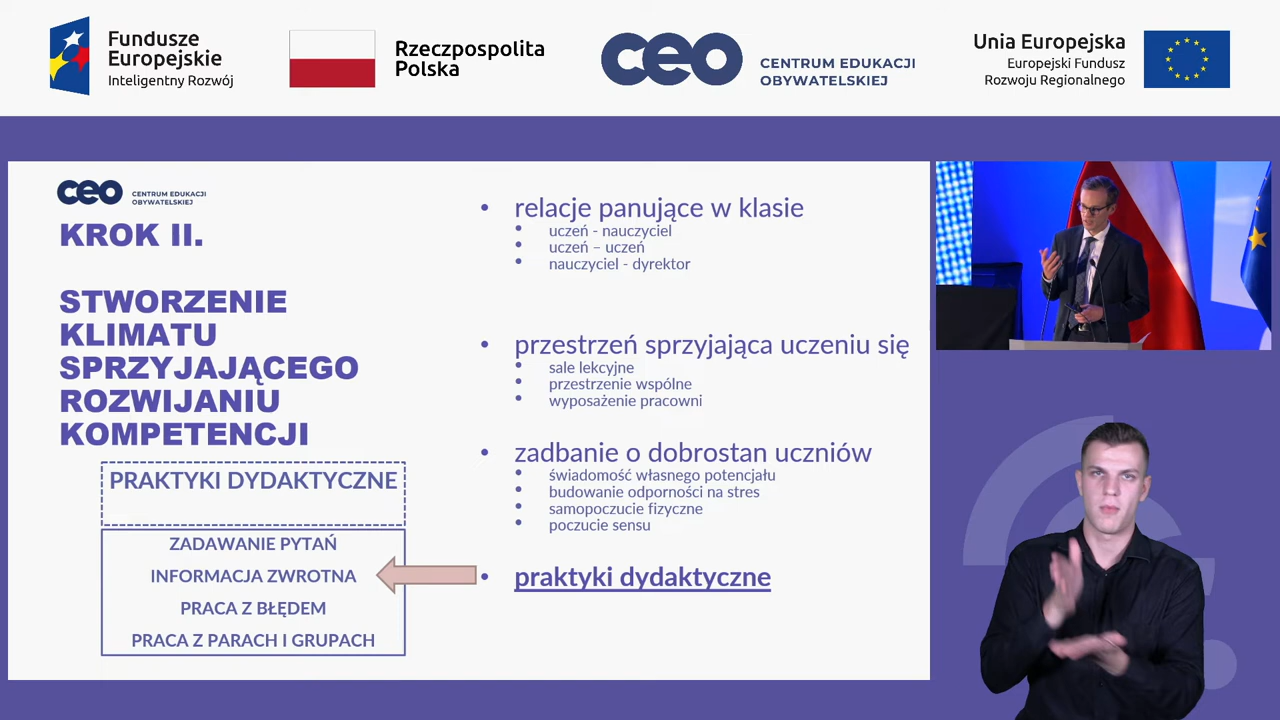 Fundusze
Europejskie
Inteligentny Rozwój
Rzeczpospolita
Polska
ceo
CENTRUM EDUKACJI
OBYWATELSKIEJ
Unia Europejska
Europejski Fundusz
Rozwoju Regionalnego
ceo
CENTRUM EDUKACJI
OBYWATELSKIEJ
KROK II.
STWORZENIE
KLIMATU
SPRZYJAJĄCEGO
ROZWIJANIU
KOMPETENCJI
PRAKTYKI DYDAKTYCZNE
ZADAWANIE PYTAŃ
INFORMACJA ZWROTNA
PRACA Z BŁĘDEM
PRACA Z PARACH I GRUPACH
• relacje panujące w klasie
• uczeń - nauczyciel
• uczeń – uczeń
• nauczyciel - dyrektor
• przestrzeń sprzyjająca uczeniu się
• sale lekcyjne
• przestrzenie wspólne
• wyposażenie pracowni
• zadbanie o dobrostan uczniów
• świadomość własnego potencjału
• budowanie odporności na stres
• samopoczucie fizyczne
• poczucie sensu
• praktyki dydaktyczne